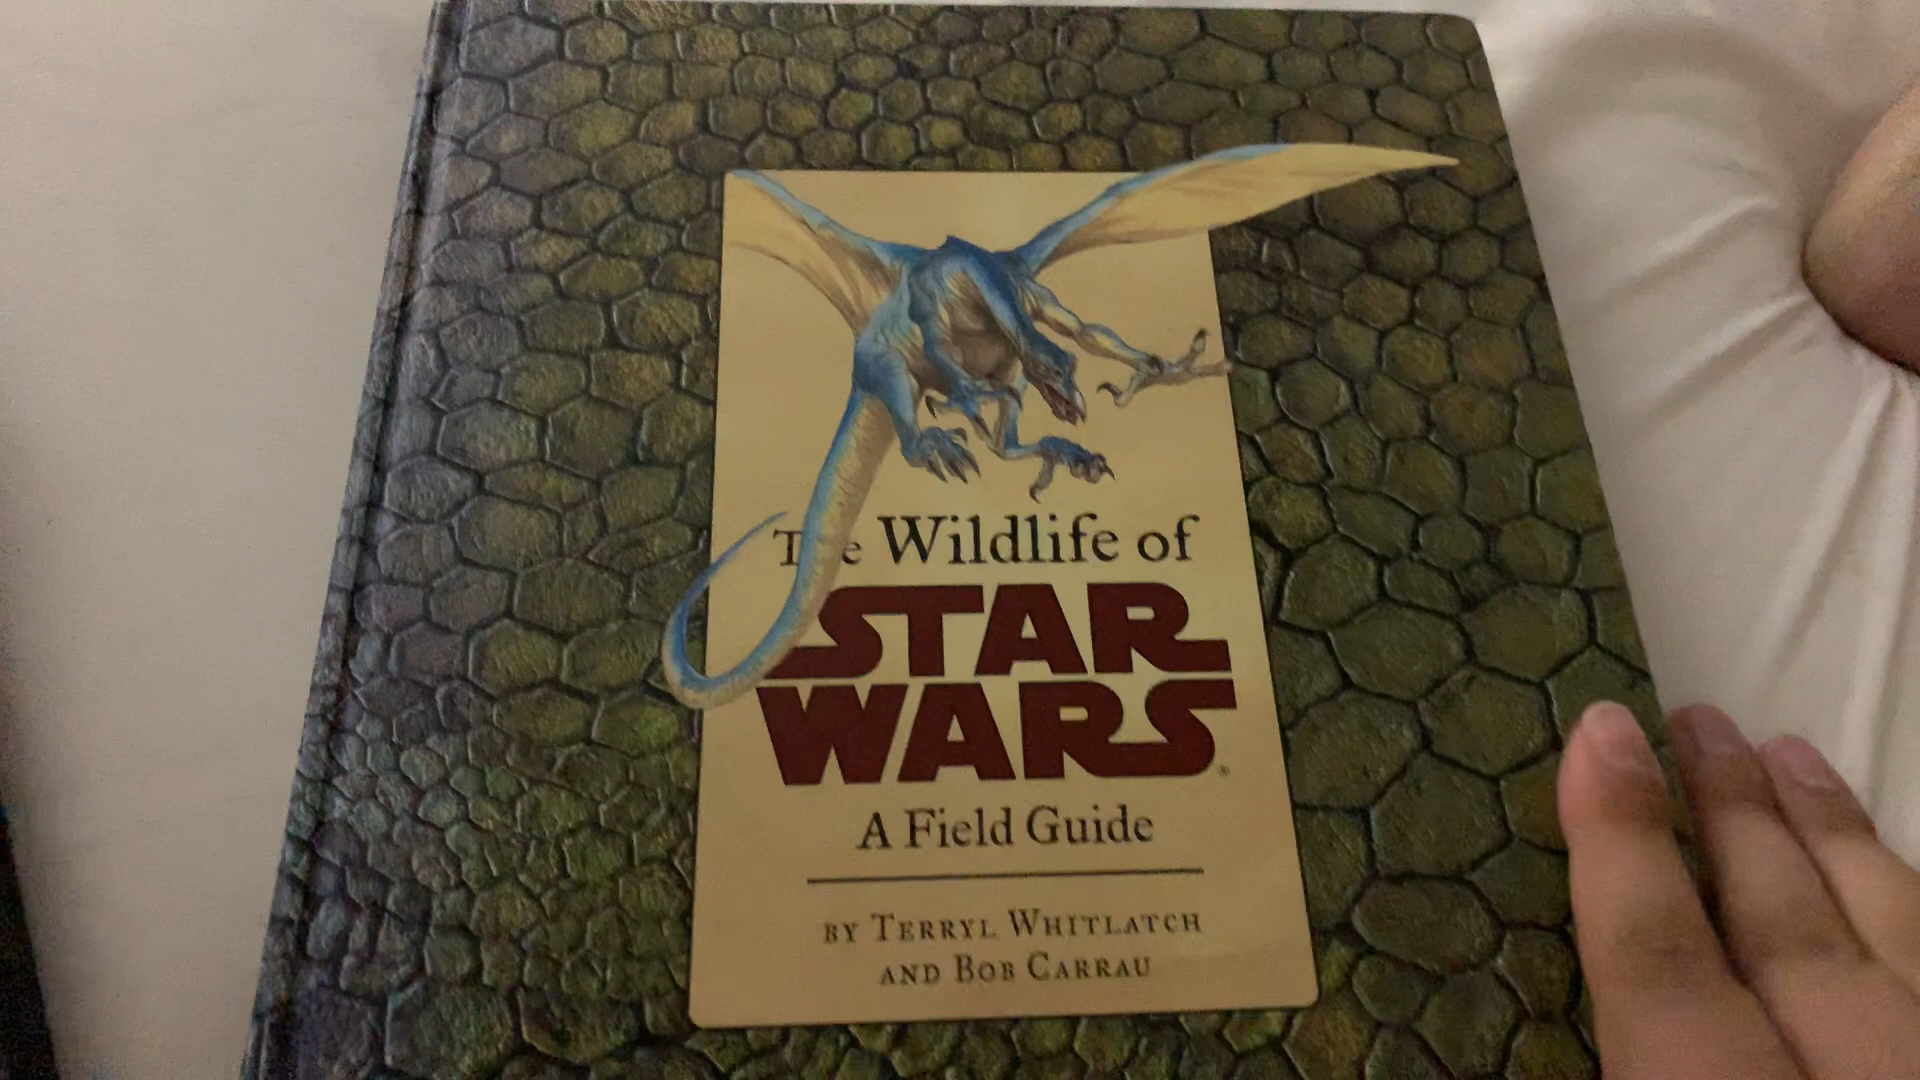 The Wildlife of
STAR
WARS®
A Field Guide
BY TERRYL WHITLATCH
AND BOB CARRAU